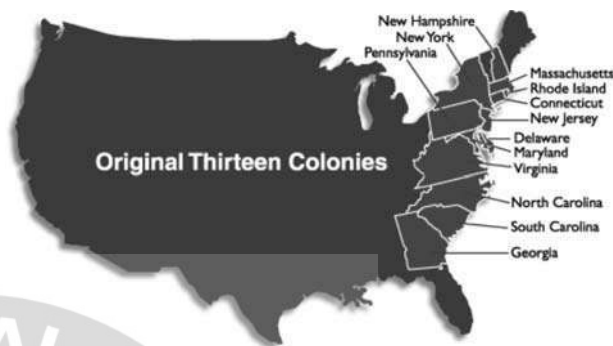 New Hampshire
New York
Pennsylvania
Massachusetts
Rhode Island
Connecticut
New Jersey
Delaware
Maryland
Virginia
Original Thirteen Colonies
North Carolina
South Carolina
Georgia